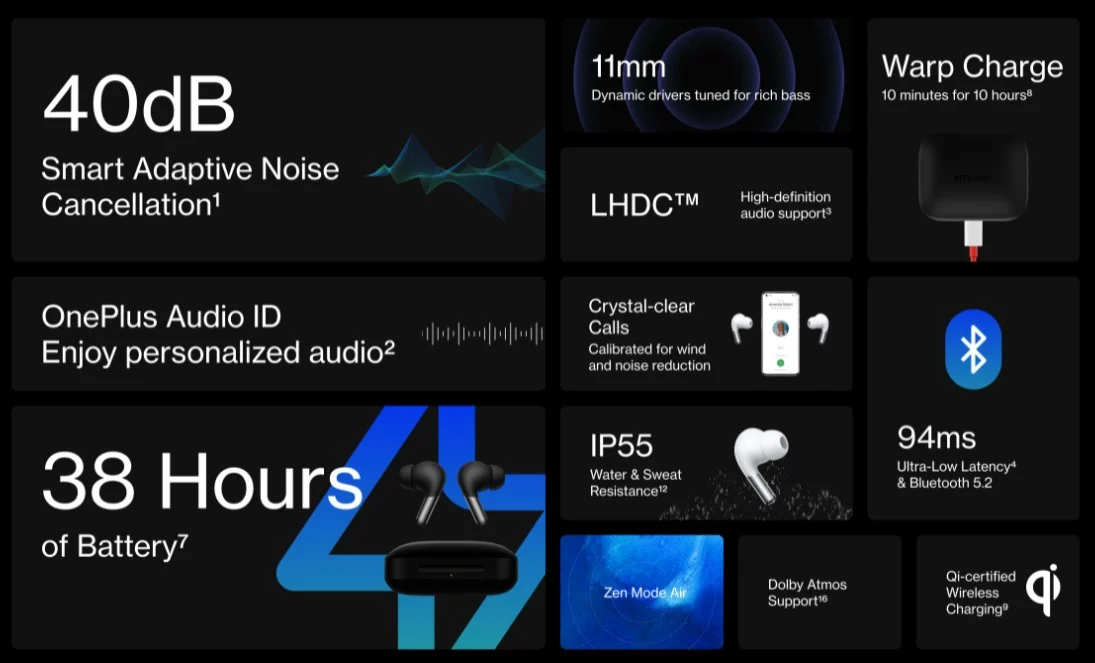 40dB
Smart Adaptive Noise
Cancellation¹
11mm
Dynamic drivers tuned for rich bass
Warp Charge
10 minutes for 10 hours⁸
LHDC™
High-definition
audio support³
OnePlus Audio ID
Enjoy personalized audio²
Crystal-clear
Calls
Calibrated for wind
and noise reduction
94ms
Ultra-Low Latency⁴
& Bluetooth 5.2
38 Hours
of Battery⁷
IP55
Water & Sweat
Resistance¹²
Zen Mode Air
Dolby Atmos
Support¹⁶
Qi-certified
Wireless
Charging⁹
qi